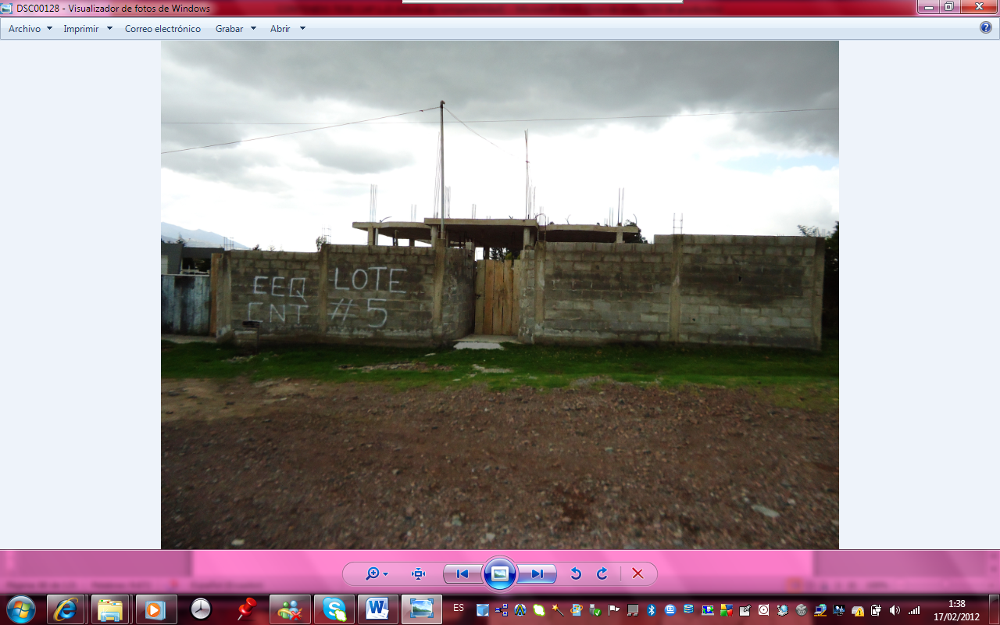 DSC00128 - Visualizador de fotos de Windows
Archivo Imprimir Correo electrónico Grabar Abrir
EEQ LOTE
CNT # 5
ES
1:38
17/02/2012